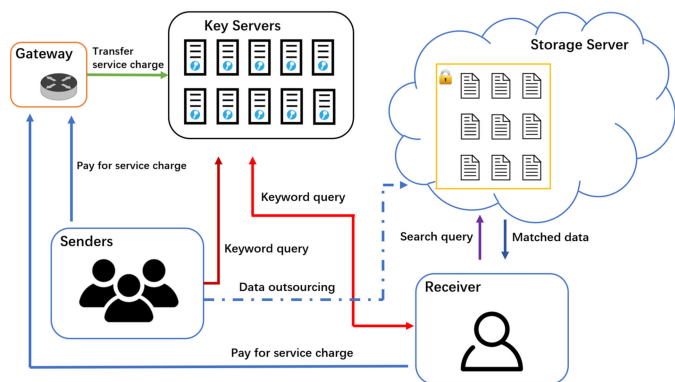 Key Servers
Gateway
Transfer
service charge
Storage Server
Pay for service charge
Keyword query
Senders
Keyword query
Search query
Matched data
Data outsourcing
Receiver
Pay for service charge